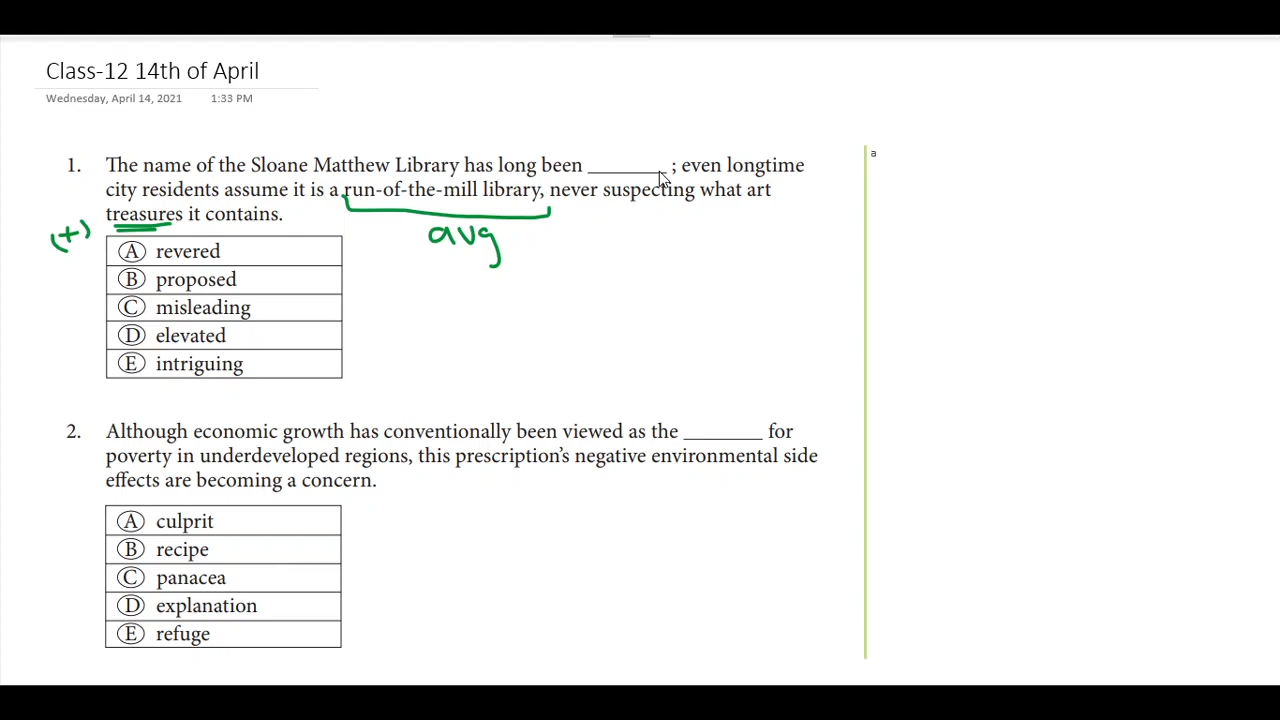 Class-12 14th of April
Wednesday, April 14, 2021 1:33 PM
1. The name of the Sloane Matthew Library has long been ________ ; even longtime
city residents assume it is a run-of-the-mill library, never suspecting what art
treasures it contains.
(+)
avg
A revered
B proposed
C misleading
D elevated
E intriguing
a
2. Although economic growth has conventionally been viewed as the ________ for
poverty in underdeveloped regions, this prescription's negative environmental side
effects are becoming a concern.
A culprit
B recipe
C panacea
D explanation
E refuge